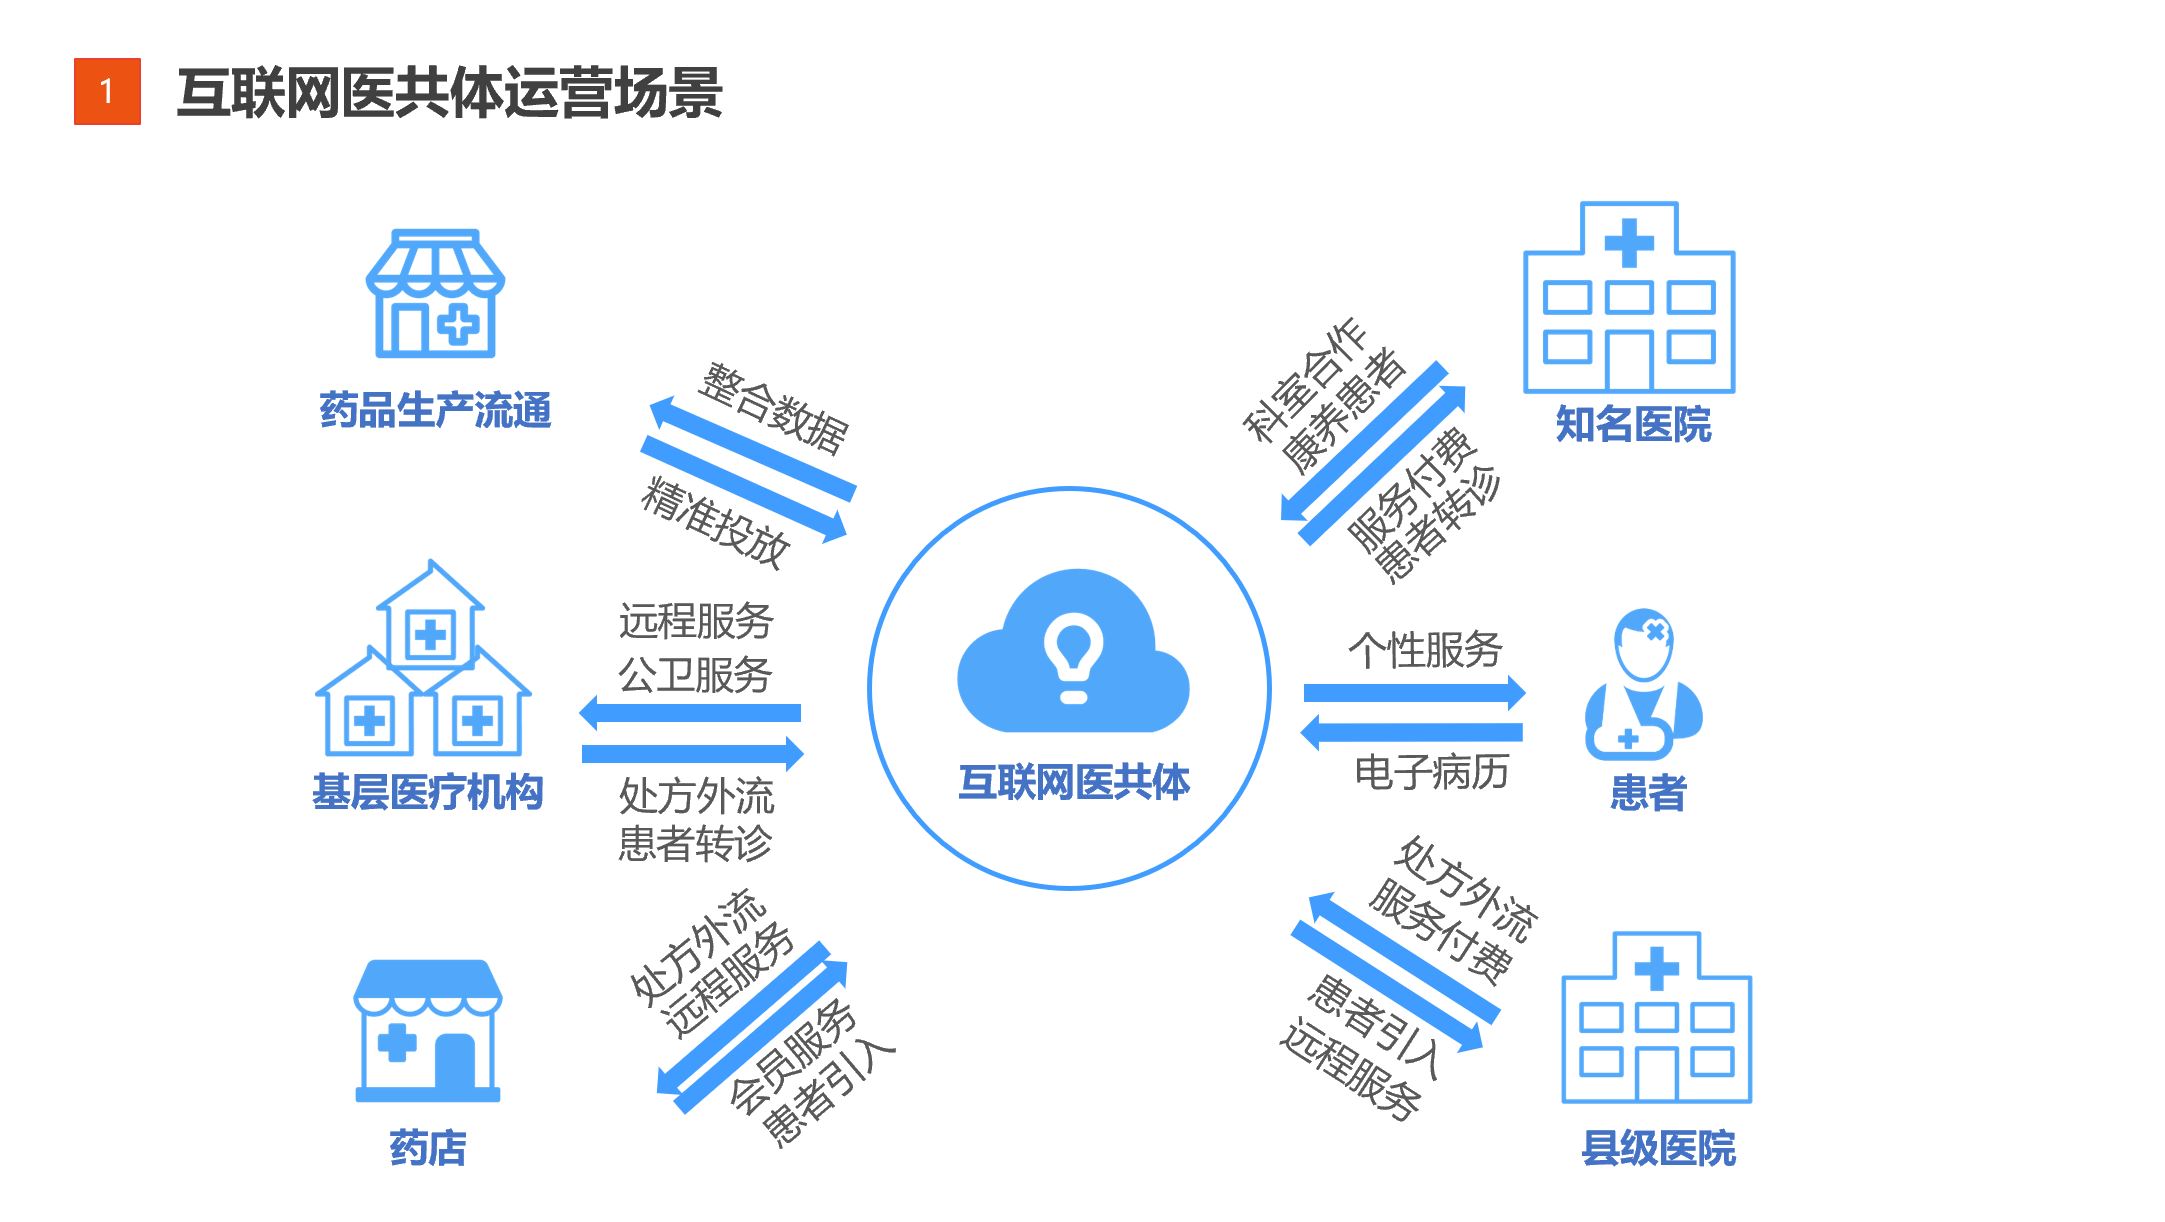 1
互联网医共体运营场景
药品生产流通
整合数据
精准投放
基层医疗机构
远程服务
公卫服务
处方外流
患者转诊
药店
处方外流
远程服务
会员服务
患者引入
互联网医共体
科室合作
康养患者
服务付费
患者转诊
知名医院
个性服务
电子病历
患者
处方外流
服务付费
患者引入
远程服务
县级医院